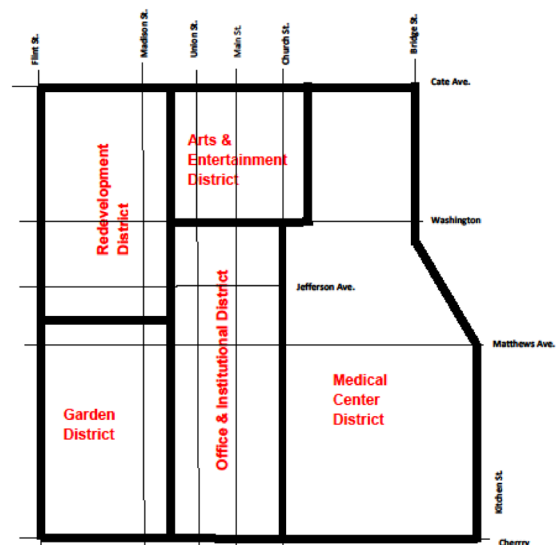 Flint St.
Madison St.
Union St.
Main St.
Church St.
Bridge St.
Cate Ave.
Arts &
Entertainment
District
Redevelopment
District
Washington
Jefferson Ave.
Office & Institutional District
Matthews Ave.
Medical
Center
District
Garden
District
Kitchen St.
Cherrry